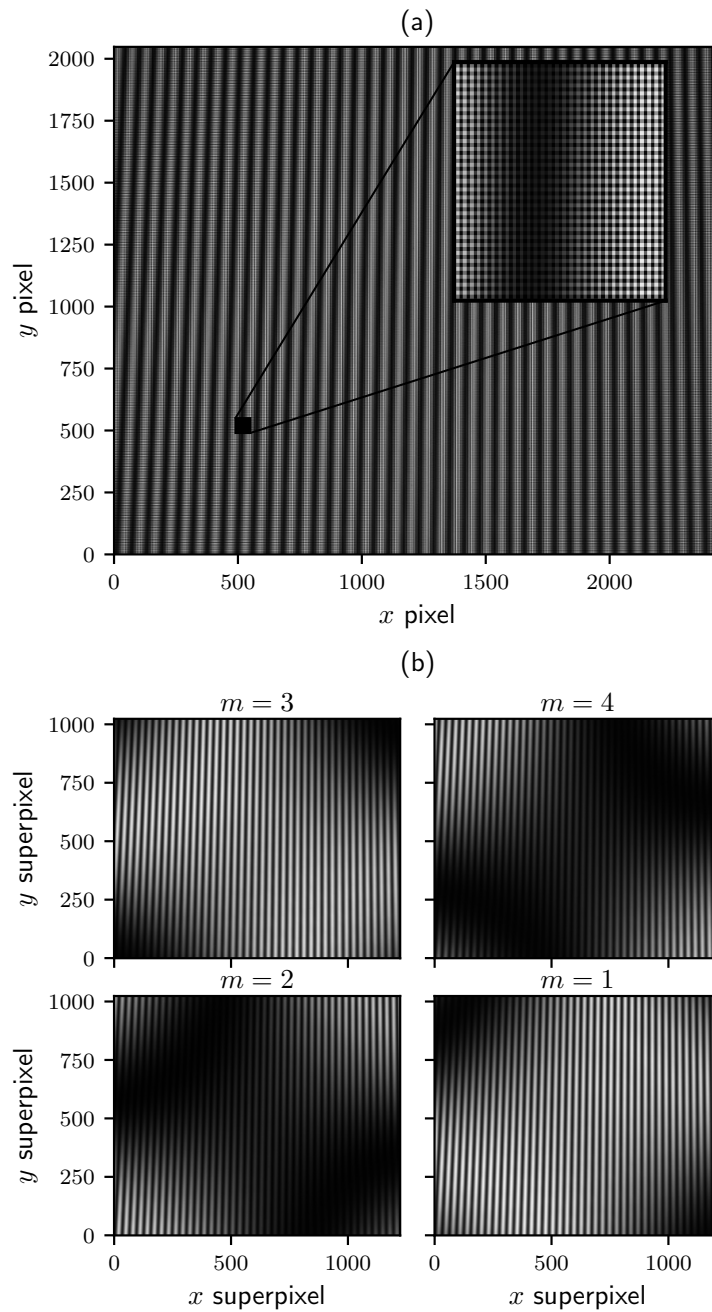 (a)
2000
1750
1500
1250
1000
750
500
250
0
y pixel
0 500 1000 1500 2000
x pixel
(b)
m = 3 m = 4
1000
750
500
250
0
y superpixel
m = 2 m = 1
1000
750
500
250
0
y superpixel
0 500 1000 0 500 1000
x superpixel x superpixel